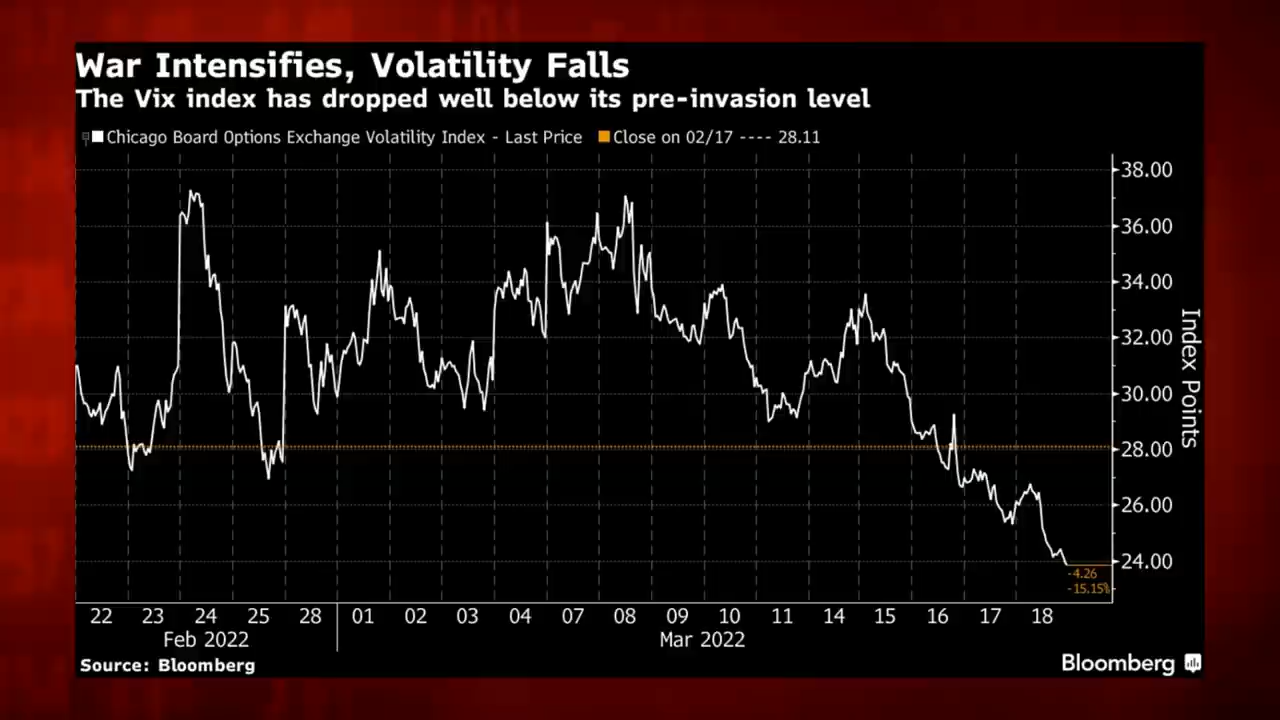 War Intensifies, Volatility Falls
The Vix index has dropped well below its pre-invasion level
Chicago Board Options Exchange Volatility Index - Last Price Close on 02/17 ---- 28.11
38.00
36.00
34.00
32.00
30.00
28.00
26.00
24.00
Index Points
-4.26
-15.15%
22 23 24 25 28 01 02 03 04 07 08 09 10 11 14 15 16 17 18
Feb 2022 Mar 2022
Source: Bloomberg
Bloomberg